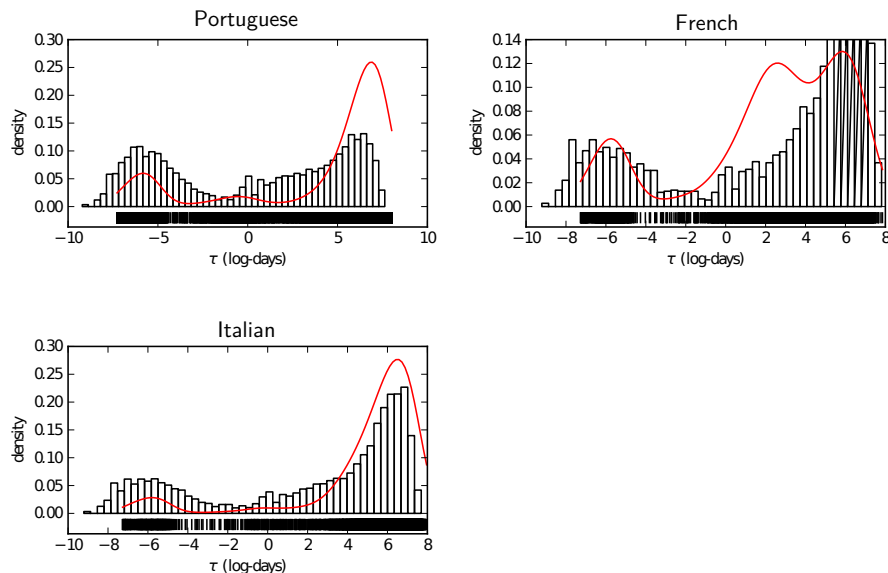 Portuguese
0.30
0.25
0.20
0.15
0.10
0.05
0.00
density
−10 −5 0 5 10
τ (log-days)
French
0.14
0.12
0.10
0.08
0.06
0.04
0.02
0.00
density
−10 −8 −6 −4 −2 0 2 4 6 8
τ (log-days)
Italian
0.30
0.25
0.20
0.15
0.10
0.05
0.00
density
−10 −8 −6 −4 −2 0 2 4 6 8
τ (log-days)